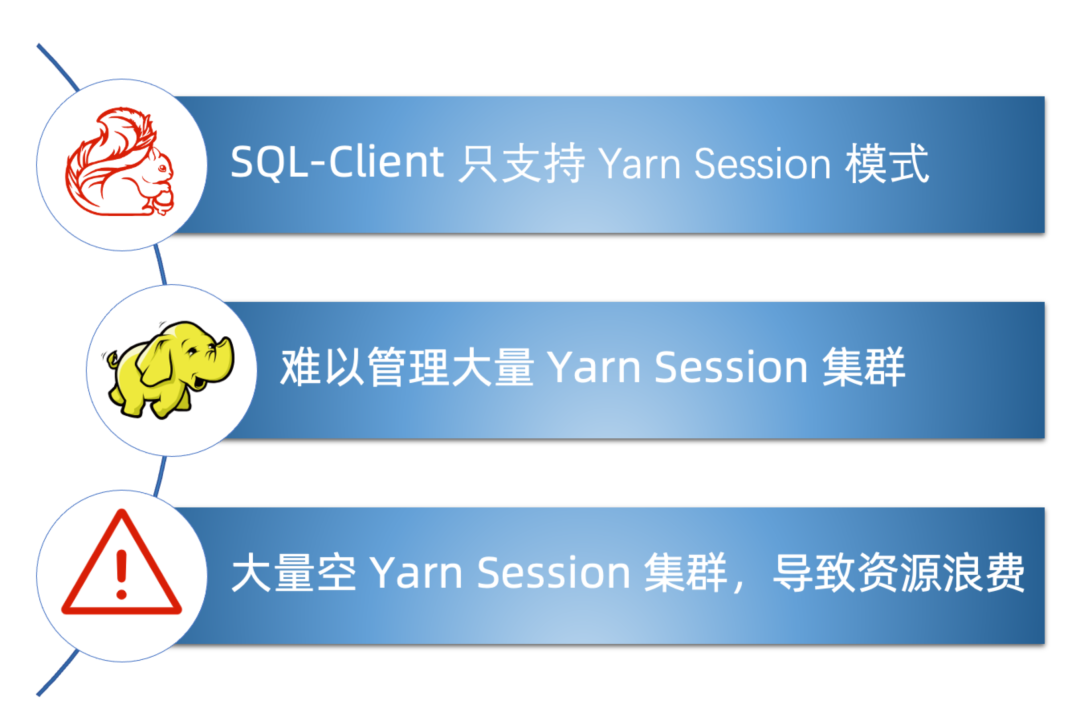 SQL-Client 只支持 Yarn Session 模式
难以管理大量 Yarn Session 集群
大量空 Yarn Session 集群，导致资源浪费